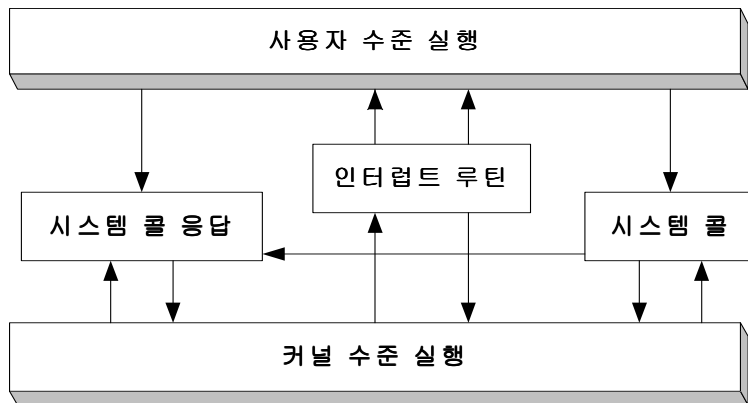 사용자 수준 실행
인터럽트 루틴
시스템 콜 응답
시스템 콜
커널 수준 실행